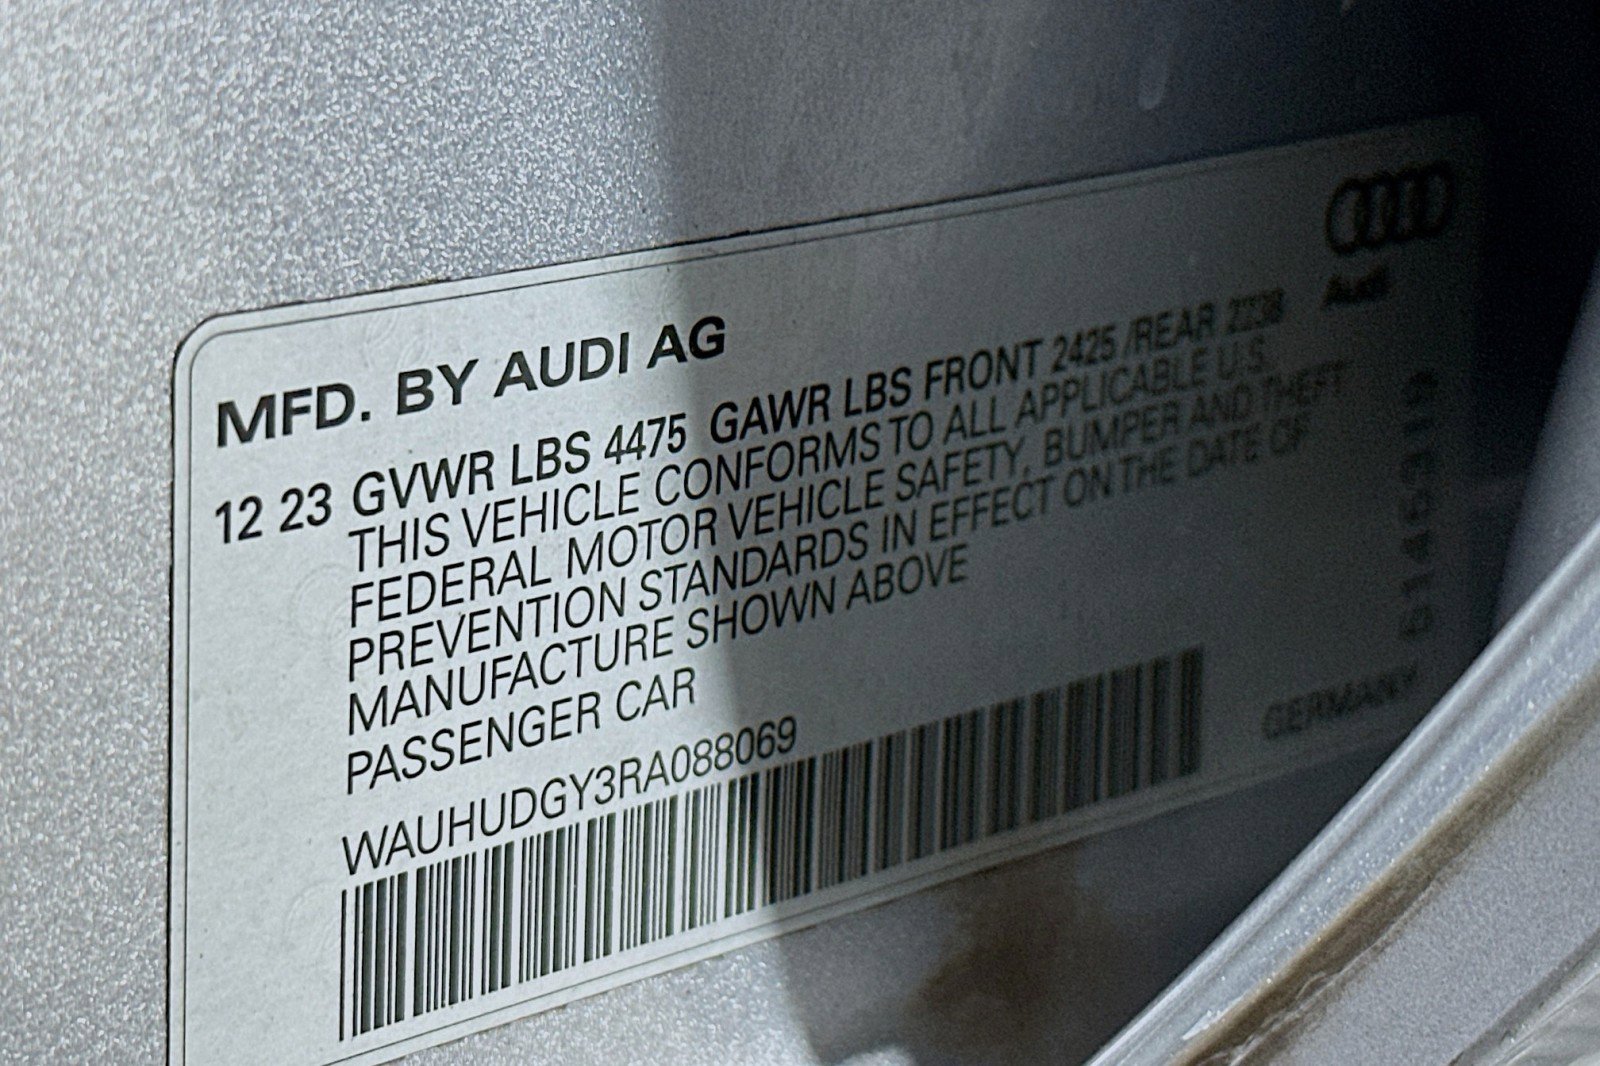 MFD. BY AUDI AG
Audi
12 23 GVWR LBS 4475 GAWR LBS FRONT 2425 /REAR 2238
THIS VEHICLE CONFORMS TO ALL APPLICABLE U.S.
FEDERAL MOTOR VEHICLE SAFETY, BUMPER AND THEFT
PREVENTION STANDARDS IN EFFECT ON THE DATE OF
MANUFACTURE SHOWN ABOVE
PASSENGER CAR
WAUHUDGY3RA088069
GERMANY